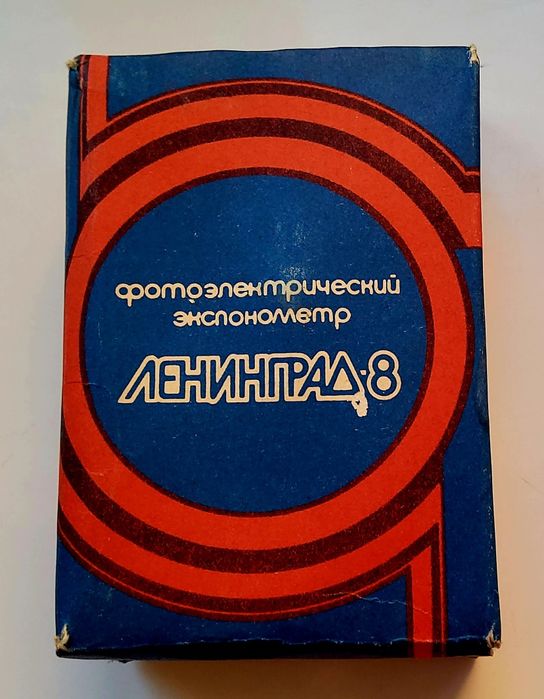 фотоэлектрический
экспонометр
ЛЕНИНГРАД-8